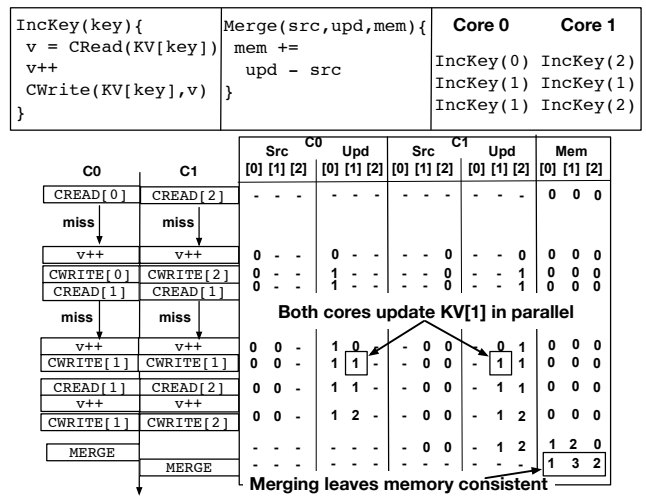 IncKey(key){
v = CRead(KV[key])
v++
CWrite(KV[key],v)
}
Merge(src,upd,mem){
mem +=
upd - src
}
Core 0 Core 1
IncKey(0) IncKey(2)
IncKey(1) IncKey(1)
IncKey(1) IncKey(2)
C0 C1
Src Upd Src Upd Mem
C0 C1 [0] [1] [2] [0] [1] [2] [0] [1] [2] [0] [1] [2] [0] [1] [2]
CREAD[0] CREAD[2] - - - - - - - - - - - - 0 0 0
miss miss
v++ v++ 0 - - 0 - - - - 0 - - 0 0 0 0
CWRITE[0] CWRITE[2] 0 - - 1 - - - - 0 - - 1 0 0 0
CREAD[1] CREAD[1] 0 - - 1 - - - - 0 - - 1 0 0 0
Both cores update KV[1] in parallel
miss miss
v++ v++ 0 0 - 1 0 - - 0 0 - 0 1 0 0 0
CWRITE[1] CWRITE[1] 0 0 - 1 1 - - 0 0 - 1 1 0 0 0
CREAD[1] CREAD[2] 0 0 - 1 1 - - 0 0 - 1 1 0 0 0
v++ v++
CWRITE[1] CWRITE[2] 0 0 - 1 2 - - 0 0 - 1 2 0 0 0
MERGE - - - - - - - 0 0 - 1 2 1 2 0
MERGE - - - - - - - - - - - - 1 3 2
Merging leaves memory consistent